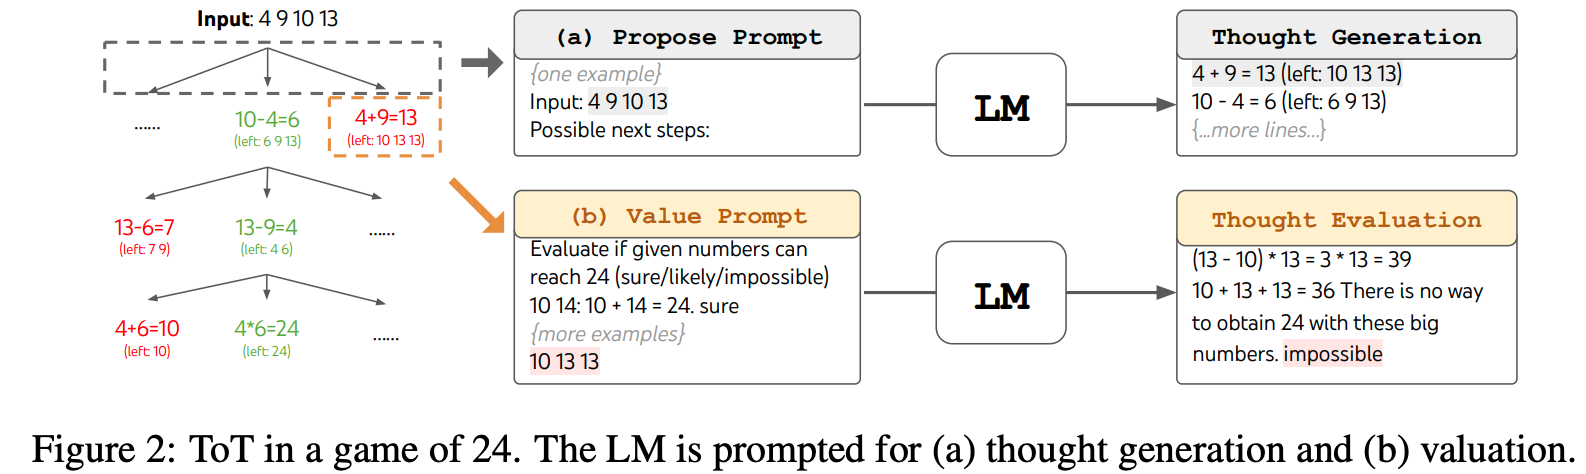 Input: 4 9 10 13
......
10-4=6
(left: 6 9 13)
4+9=13
(left: 10 13 13)
13-6=7
(left: 7 9)
13-9=4
(left: 4 6)
......
4+6=10
(left: 10)
4*6=24
(left: 24)
......
(a) Propose Prompt
{one example}
Input: 4 9 10 13
Possible next steps:
LM
Thought Generation
4 + 9 = 13 (left: 10 13 13)
10 - 4 = 6 (left: 6 9 13)
{...more lines...}
(b) Value Prompt
Evaluate if given numbers can
reach 24 (sure/likely/impossible)
10 14: 10 + 14 = 24. sure
{more examples}
10 13 13
LM
Thought Evaluation
(13 - 10) * 13 = 3 * 13 = 39
10 + 13 + 13 = 36 There is no way
to obtain 24 with these big
numbers. impossible
Figure 2: ToT in a game of 24. The LM is prompted for (a) thought generation and (b) valuation.